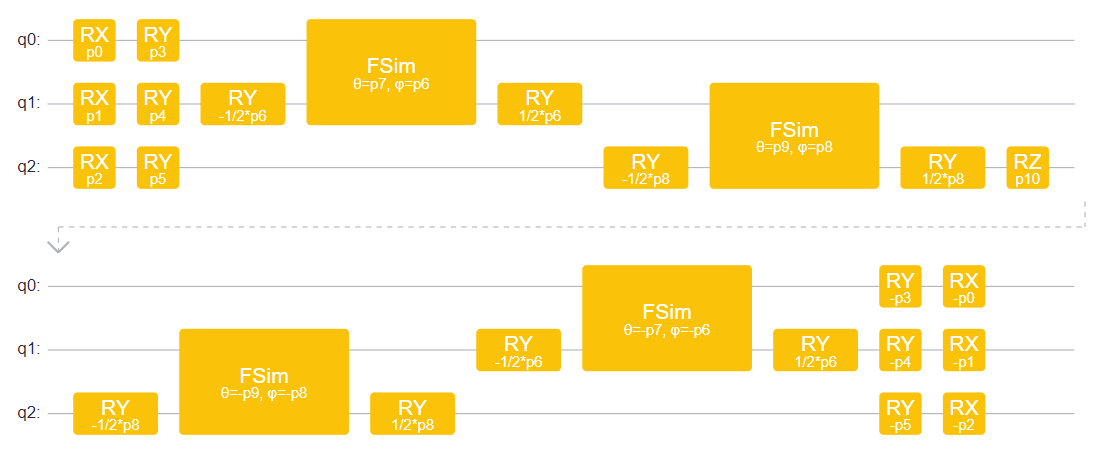 q0:
RX
p0
RY
p3
FSim
θ=p7, φ=p6
q1:
RX
p1
RY
p4
RY
-1/2*p6
RY
1/2*p6
FSim
θ=p9, φ=p8
q2:
RX
p2
RY
p5
RY
-1/2*p8
RY
1/2*p8
RZ
p10
q0:
FSim
θ=-p7, φ=-p6
RY
-p3
RX
-p0
q1:
FSim
θ=-p9, φ=-p8
RY
-1/2*p6
RY
1/2*p6
RY
-p4
RX
-p1
q2:
RY
-1/2*p8
RY
1/2*p8
RY
-p5
RX
-p2